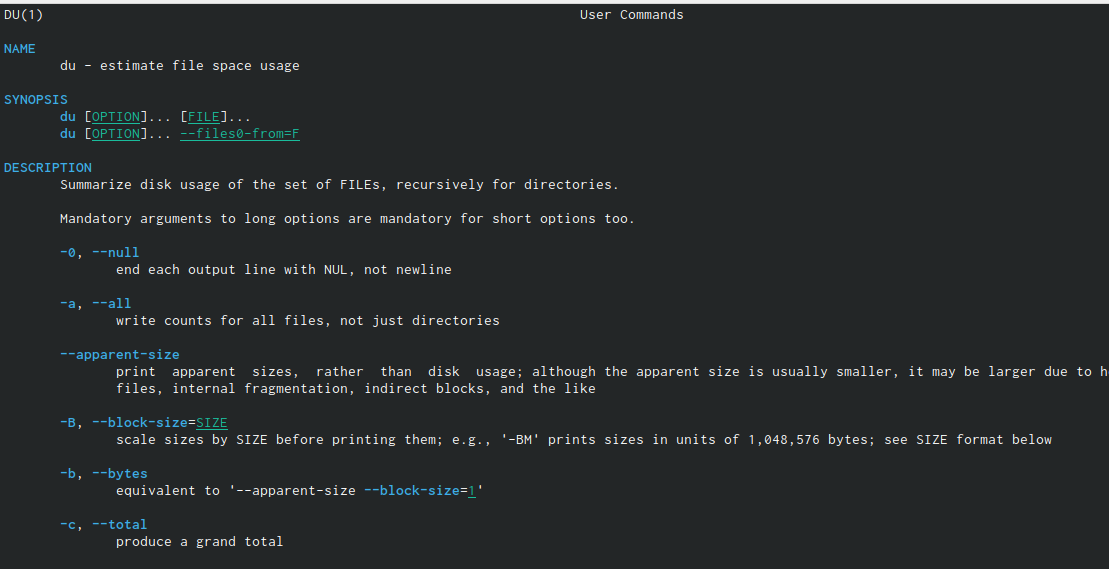 DU(1) User Commands
NAME
du - estimate file space usage
SYNOPSIS
du [OPTION]... [FILE]...
du [OPTION]... --files0-from=F
DESCRIPTION
Summarize disk usage of the set of FILEs, recursively for directories.
Mandatory arguments to long options are mandatory for short options too.
-0, --null
end each output line with NUL, not newline
-a, --all
write counts for all files, not just directories
--apparent-size
print apparent sizes, rather than disk usage; although the apparent size is usually smaller, it may be larger due to
files, internal fragmentation, indirect blocks, and the like
-B, --block-size=SIZE
scale sizes by SIZE before printing them; e.g., '-BM' prints sizes in units of 1,048,576 bytes; see SIZE format below
-b, --bytes
equivalent to '--apparent-size --block-size=1'
-c, --total
produce a grand total